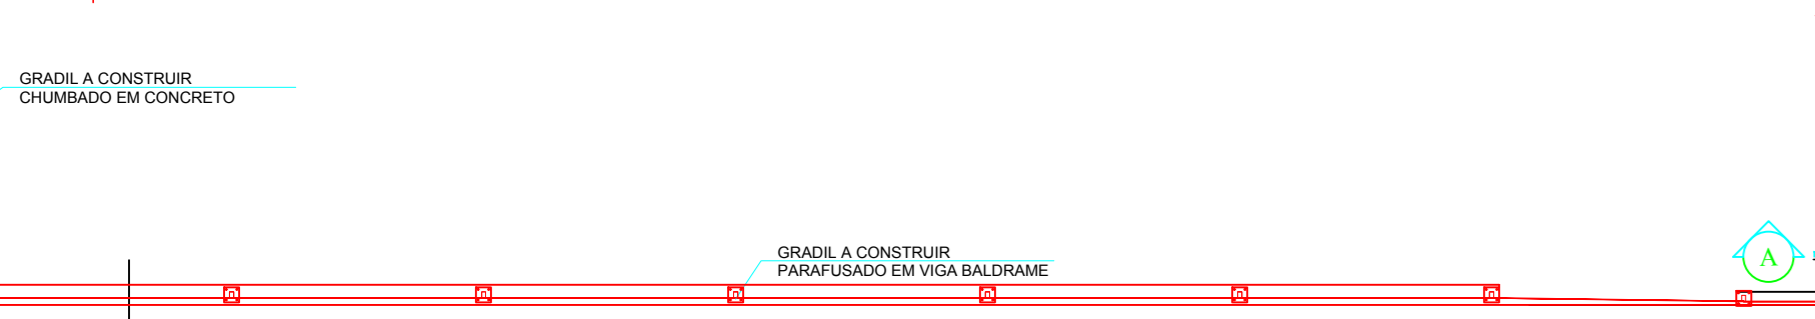 GRADIL A CONSTRUIR
CHUMBADO EM CONCRETO
GRADIL A CONSTRUIR
PARAFUSADO EM VIGA BALDRAME
A